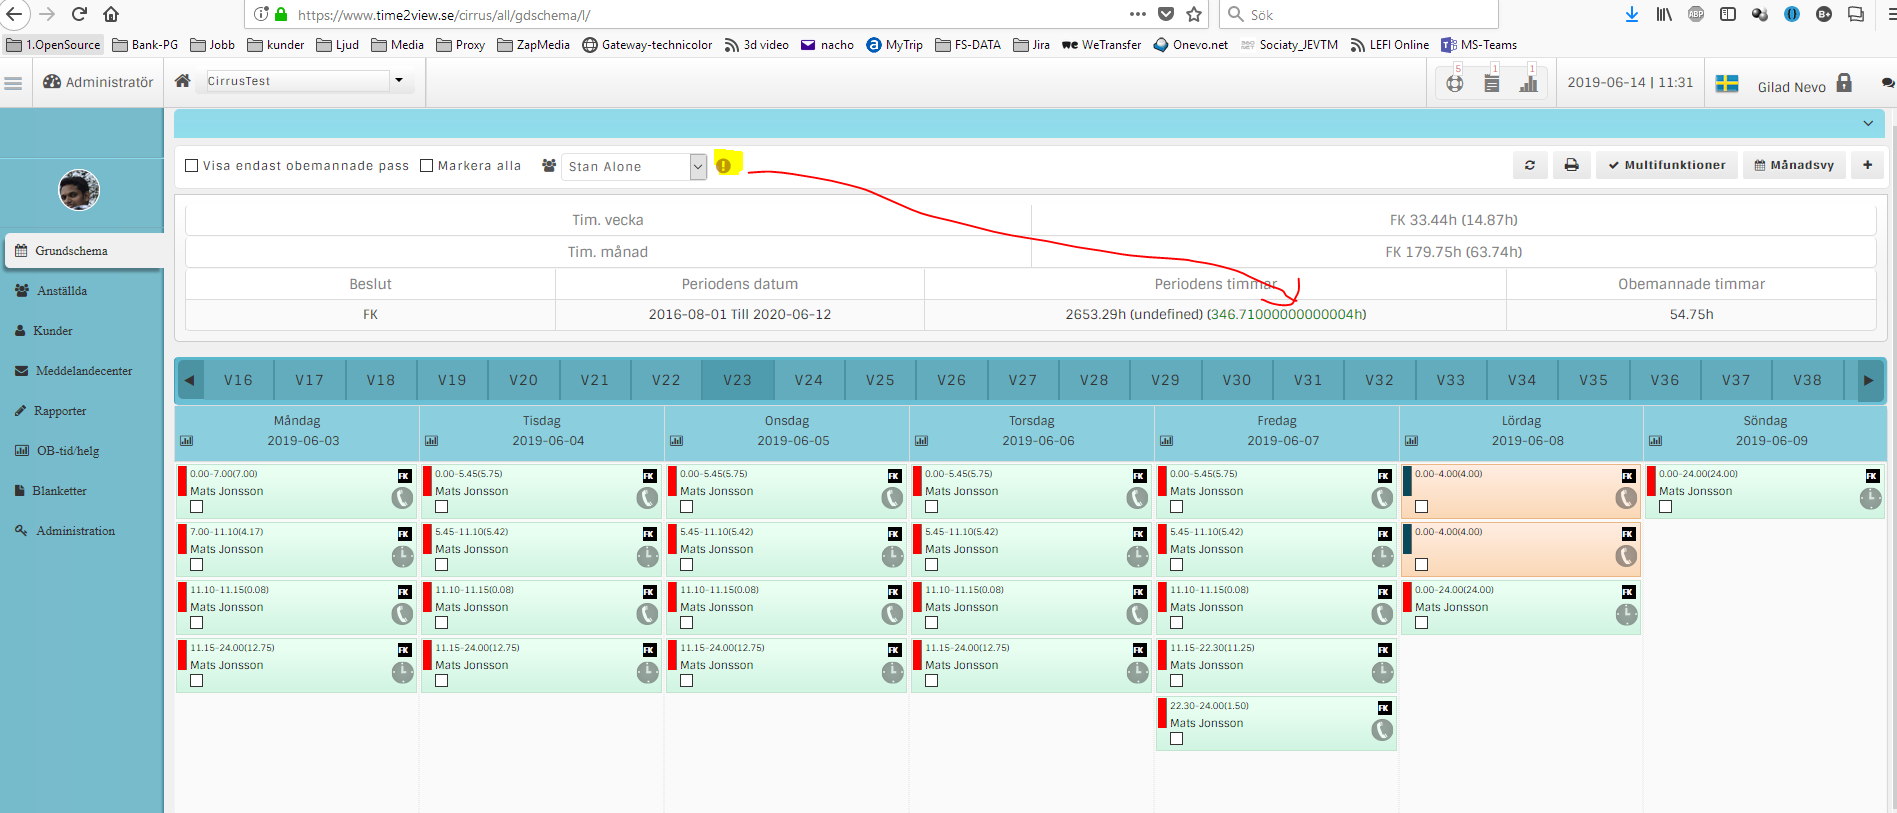 https://www.time2view.se/cirrus/all/gdschema/l/
Sök
ABP
B+
1.OpenSource Bank-PG Jobb kunder Ljud Media Proxy ZapMedia Gateway-technicolor 3d video nacho MyTrip FS-DATA Jira WeTransfer Onevo.net Sociaty_JEVTM LEFI Online MS-Teams
Administratör
CirrusTest
5 1 1
2019-06-14 | 11:31
Gilad Nevo
Grundschema
Anställda
Kunder
Meddelandecenter
Rapporter
OB-tid/helg
Blanketter
Administration
Visa endast obemannade pass Markera alla Stan Alone
Multifunktioner Månadsvy +
Tim. vecka FK 33.44h (14.87h)
Tim. månad FK 179.75h (63.74h)
Beslut Periodens datum Periodens timmar Obemannade timmar
FK 2016-08-01 Till 2020-06-12 2653.29h (undefined) (346.71000000000004h) 54.75h
V16 V17 V18 V19 V20 V21 V22 V23 V24 V25 V26 V27 V28 V29 V30 V31 V32 V33 V34 V35 V36 V37 V38
Måndag Tisdag Onsdag Torsdag Fredag Lördag Söndag
2019-06-03 2019-06-04 2019-06-05 2019-06-06 2019-06-07 2019-06-08 2019-06-09
0.00-7.00(7.00) FK 0.00-5.45(5.75) FK 0.00-5.45(5.75) FK 0.00-5.45(5.75) FK 0.00-5.45(5.75) FK 0.00-4.00(4.00) FK 0.00-24.00(24.00) FK
Mats Jonsson Mats Jonsson Mats Jonsson Mats Jonsson Mats Jonsson Mats Jonsson
7.00-11.10(4.17) FK 5.45-11.10(5.42) FK 5.45-11.10(5.42) FK 5.45-11.10(5.42) FK 5.45-11.10(5.42) FK 0.00-4.00(4.00) FK
Mats Jonsson Mats Jonsson Mats Jonsson Mats Jonsson Mats Jonsson
11.10-11.15(0.08) FK 11.10-11.15(0.08) FK 11.10-11.15(0.08) FK 11.10-11.15(0.08) FK 11.10-11.15(0.08) FK 0.00-24.00(24.00) FK
Mats Jonsson Mats Jonsson Mats Jonsson Mats Jonsson Mats Jonsson Mats Jonsson
11.15-24.00(12.75) FK 11.15-24.00(12.75) FK 11.15-24.00(12.75) FK 11.15-24.00(12.75) FK 11.15-22.30(11.25) FK
Mats Jonsson Mats Jonsson Mats Jonsson Mats Jonsson Mats Jonsson
22.30-24.00(1.50) FK
Mats Jonsson